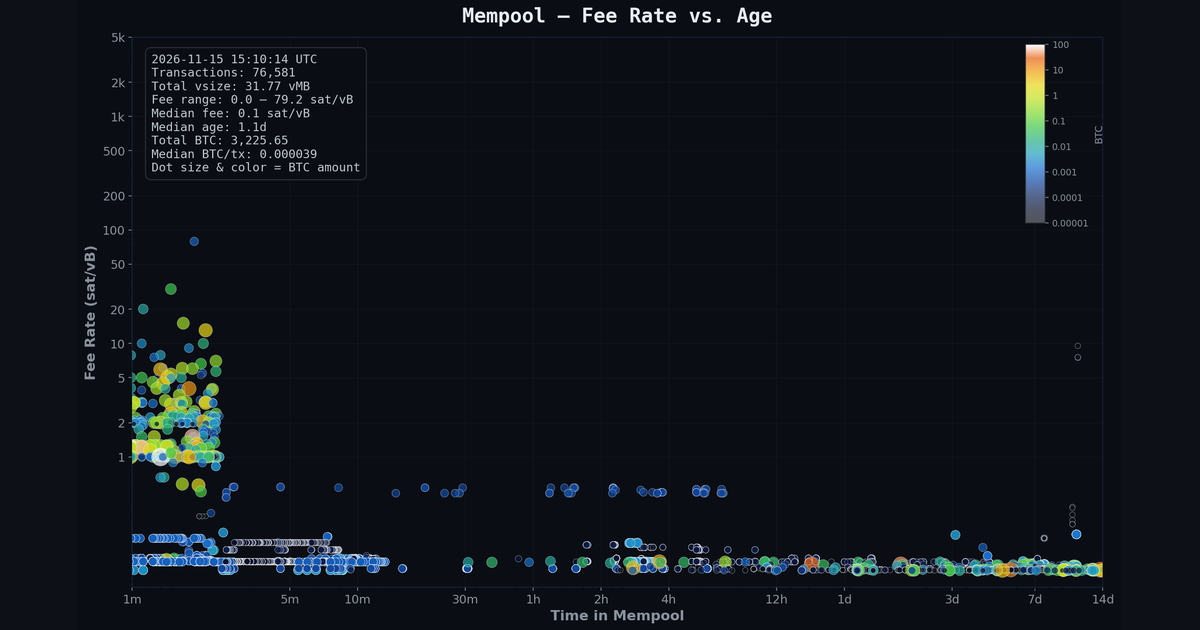 Mempool — Fee Rate vs. Age
2026-11-15 15:10:14 UTC
Transactions: 76,581
Total vsize: 31.77 vMB
Fee range: 0.0 – 79.2 sat/vB
Median fee: 0.1 sat/vB
Median age: 1.1d
Total BTC: 3,225.65
Median BTC/tx: 0.000039
Dot size & color = BTC amount
100
10
1
0.1
0.01
0.001
0.0001
0.00001
BTC
Fee Rate (sat/vB)
5k
2k
1k
500
200
100
50
20
10
5
2
1
1m
5m
10m
30m
1h
2h
4h
12h
1d
3d
7d
14d
Time in Mempool